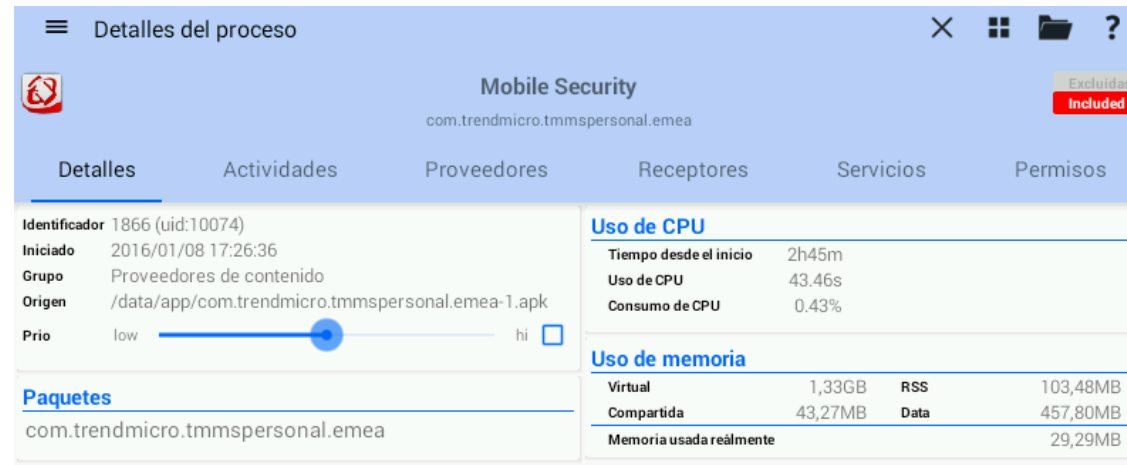 Detalles del proceso
?
Mobile Security
com.trendmicro.tmmspersonal.emea
Excluidas
Included
Detalles Actividades Proveedores Receptores Servicios Permisos
Identificador 1866 (uid:10074)
Iniciado 2016/01/08 17:26:36
Grupo Proveedores de contenido
Origen /data/app/com.trendmicro.tmmspersonal.emea-1.apk
Prio low hi
Paquetes
com.trendmicro.tmmspersonal.emea
Uso de CPU
Tiempo desde el inicio 2h45m
Uso de CPU 43.46s
Consumo de CPU 0.43%
Uso de memoria
Virtual 1,33GB RSS 103,48MB
Compartida 43,27MB Data 457,80MB
Memoria usada reálmente 29,29MB